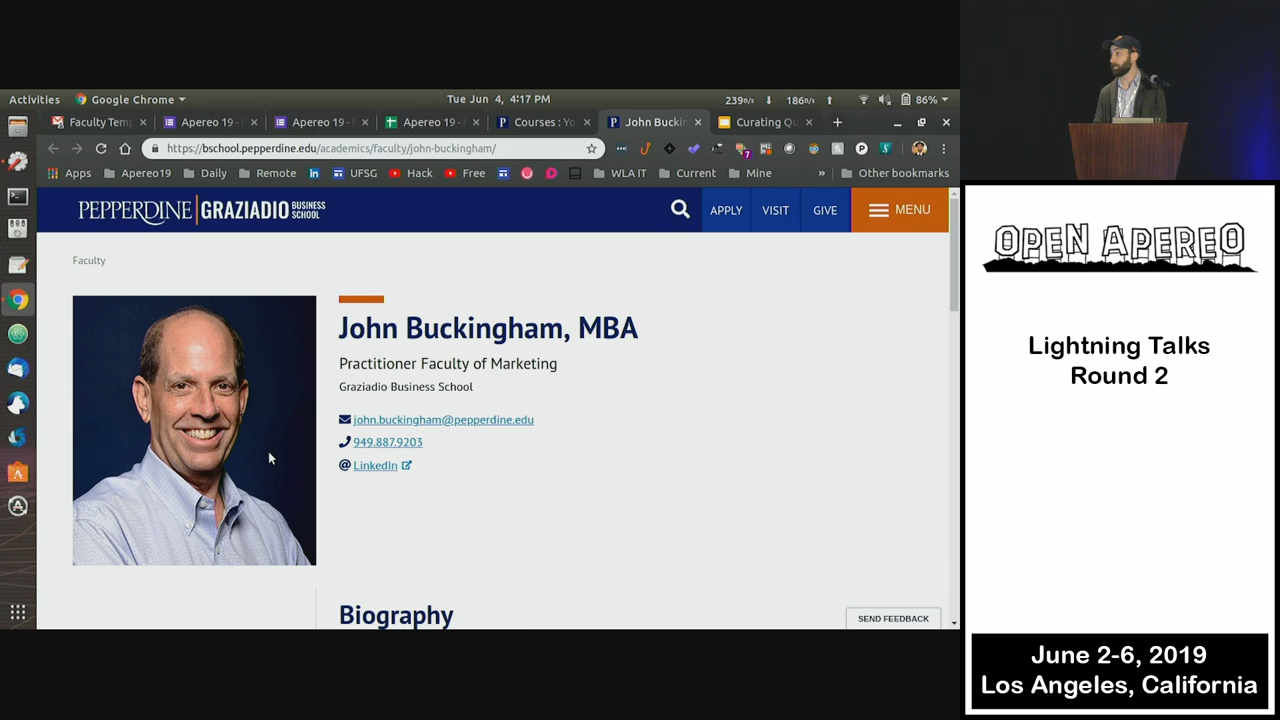 Activities
Google Chrome
Tue Jun 4, 4:17 PM
239B/s
186B/s
86%
Faculty Tem
Apereo 19 -
Apereo 19 -
Apereo 19 -
Courses : Yo
John Buckin
Curating Qu
https://bschool.pepperdine.edu/academics/faculty/john-buckingham/
Apps
Apereo19
Daily
Remote
UFSG
Hack
Free
WLA IT
Current
Mine
»
Other bookmarks
PEPPERDINE | GRAZIADIO BUSINESS SCHOOL
APPLY
VISIT
GIVE
MENU
Faculty
John Buckingham, MBA
Practitioner Faculty of Marketing
Graziadio Business School
john.buckingham@pepperdine.edu
949.887.9203
LinkedIn
Biography
SEND FEEDBACK
OPEN APEREO
Lightning Talks
Round 2
June 2-6, 2019
Los Angeles, California